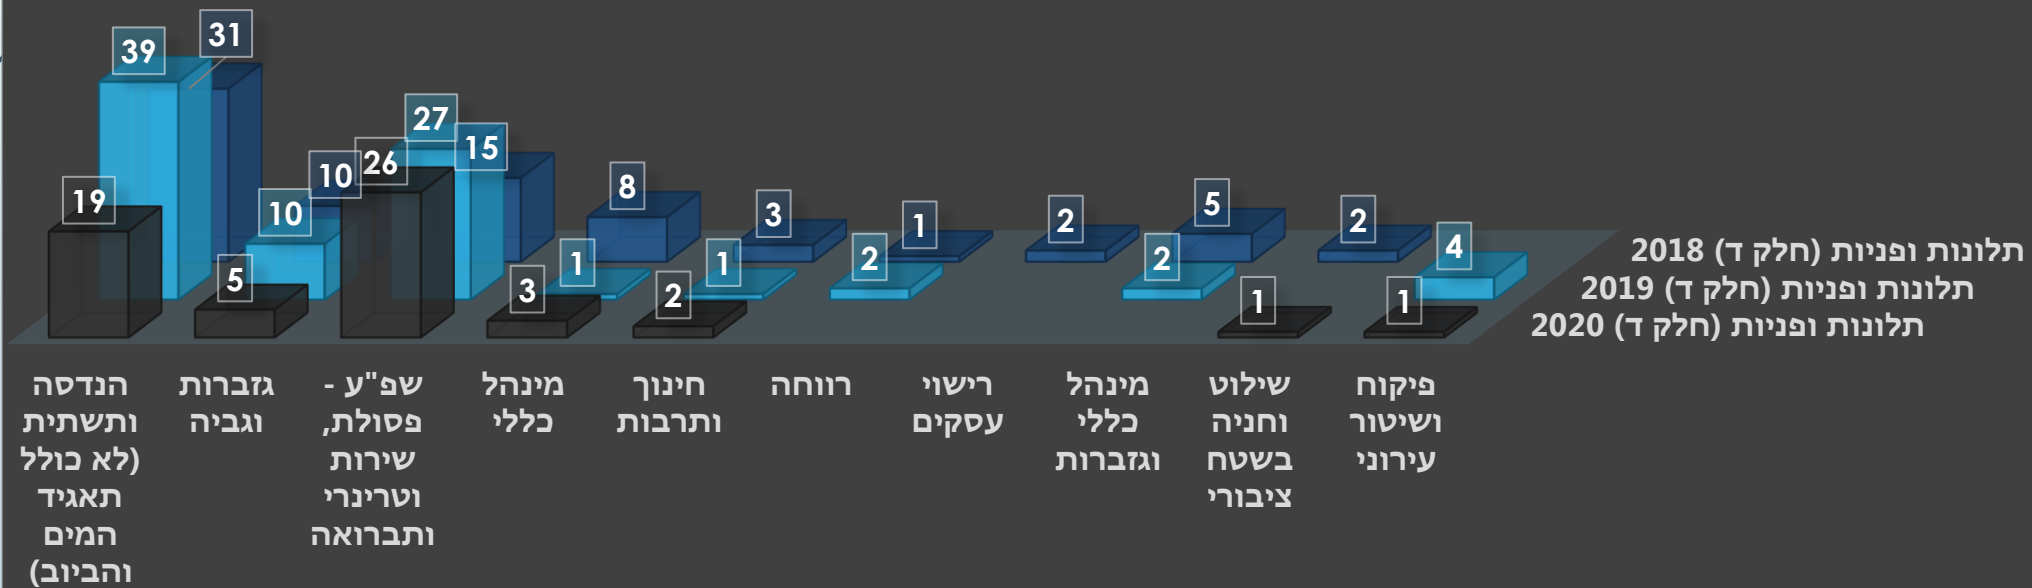 31
39
27
15
26
10
8
19
10
5
3
2
5
2
1
4
2
1
1
2
5
3
2
1
1
תלונות ופניות (חלק ד) 2018
תלונות ופניות (חלק ד) 2019
תלונות ופניות (חלק ד) 2020
הנדסה
ותשתית
(לא כולל
תאגיד
המים
והביוב)
גזברות
וגביה
שפ"ע -
פסולת,
שירות
וטרינרי
ותברואה
מינהל
כללי
חינוך
ותרבות
רווחה
רישוי
עסקים
מינהל
כללי
וגזברות
שילוט
וחניה
בשטח
ציבורי
פיקוח
ושיטור
עירוני